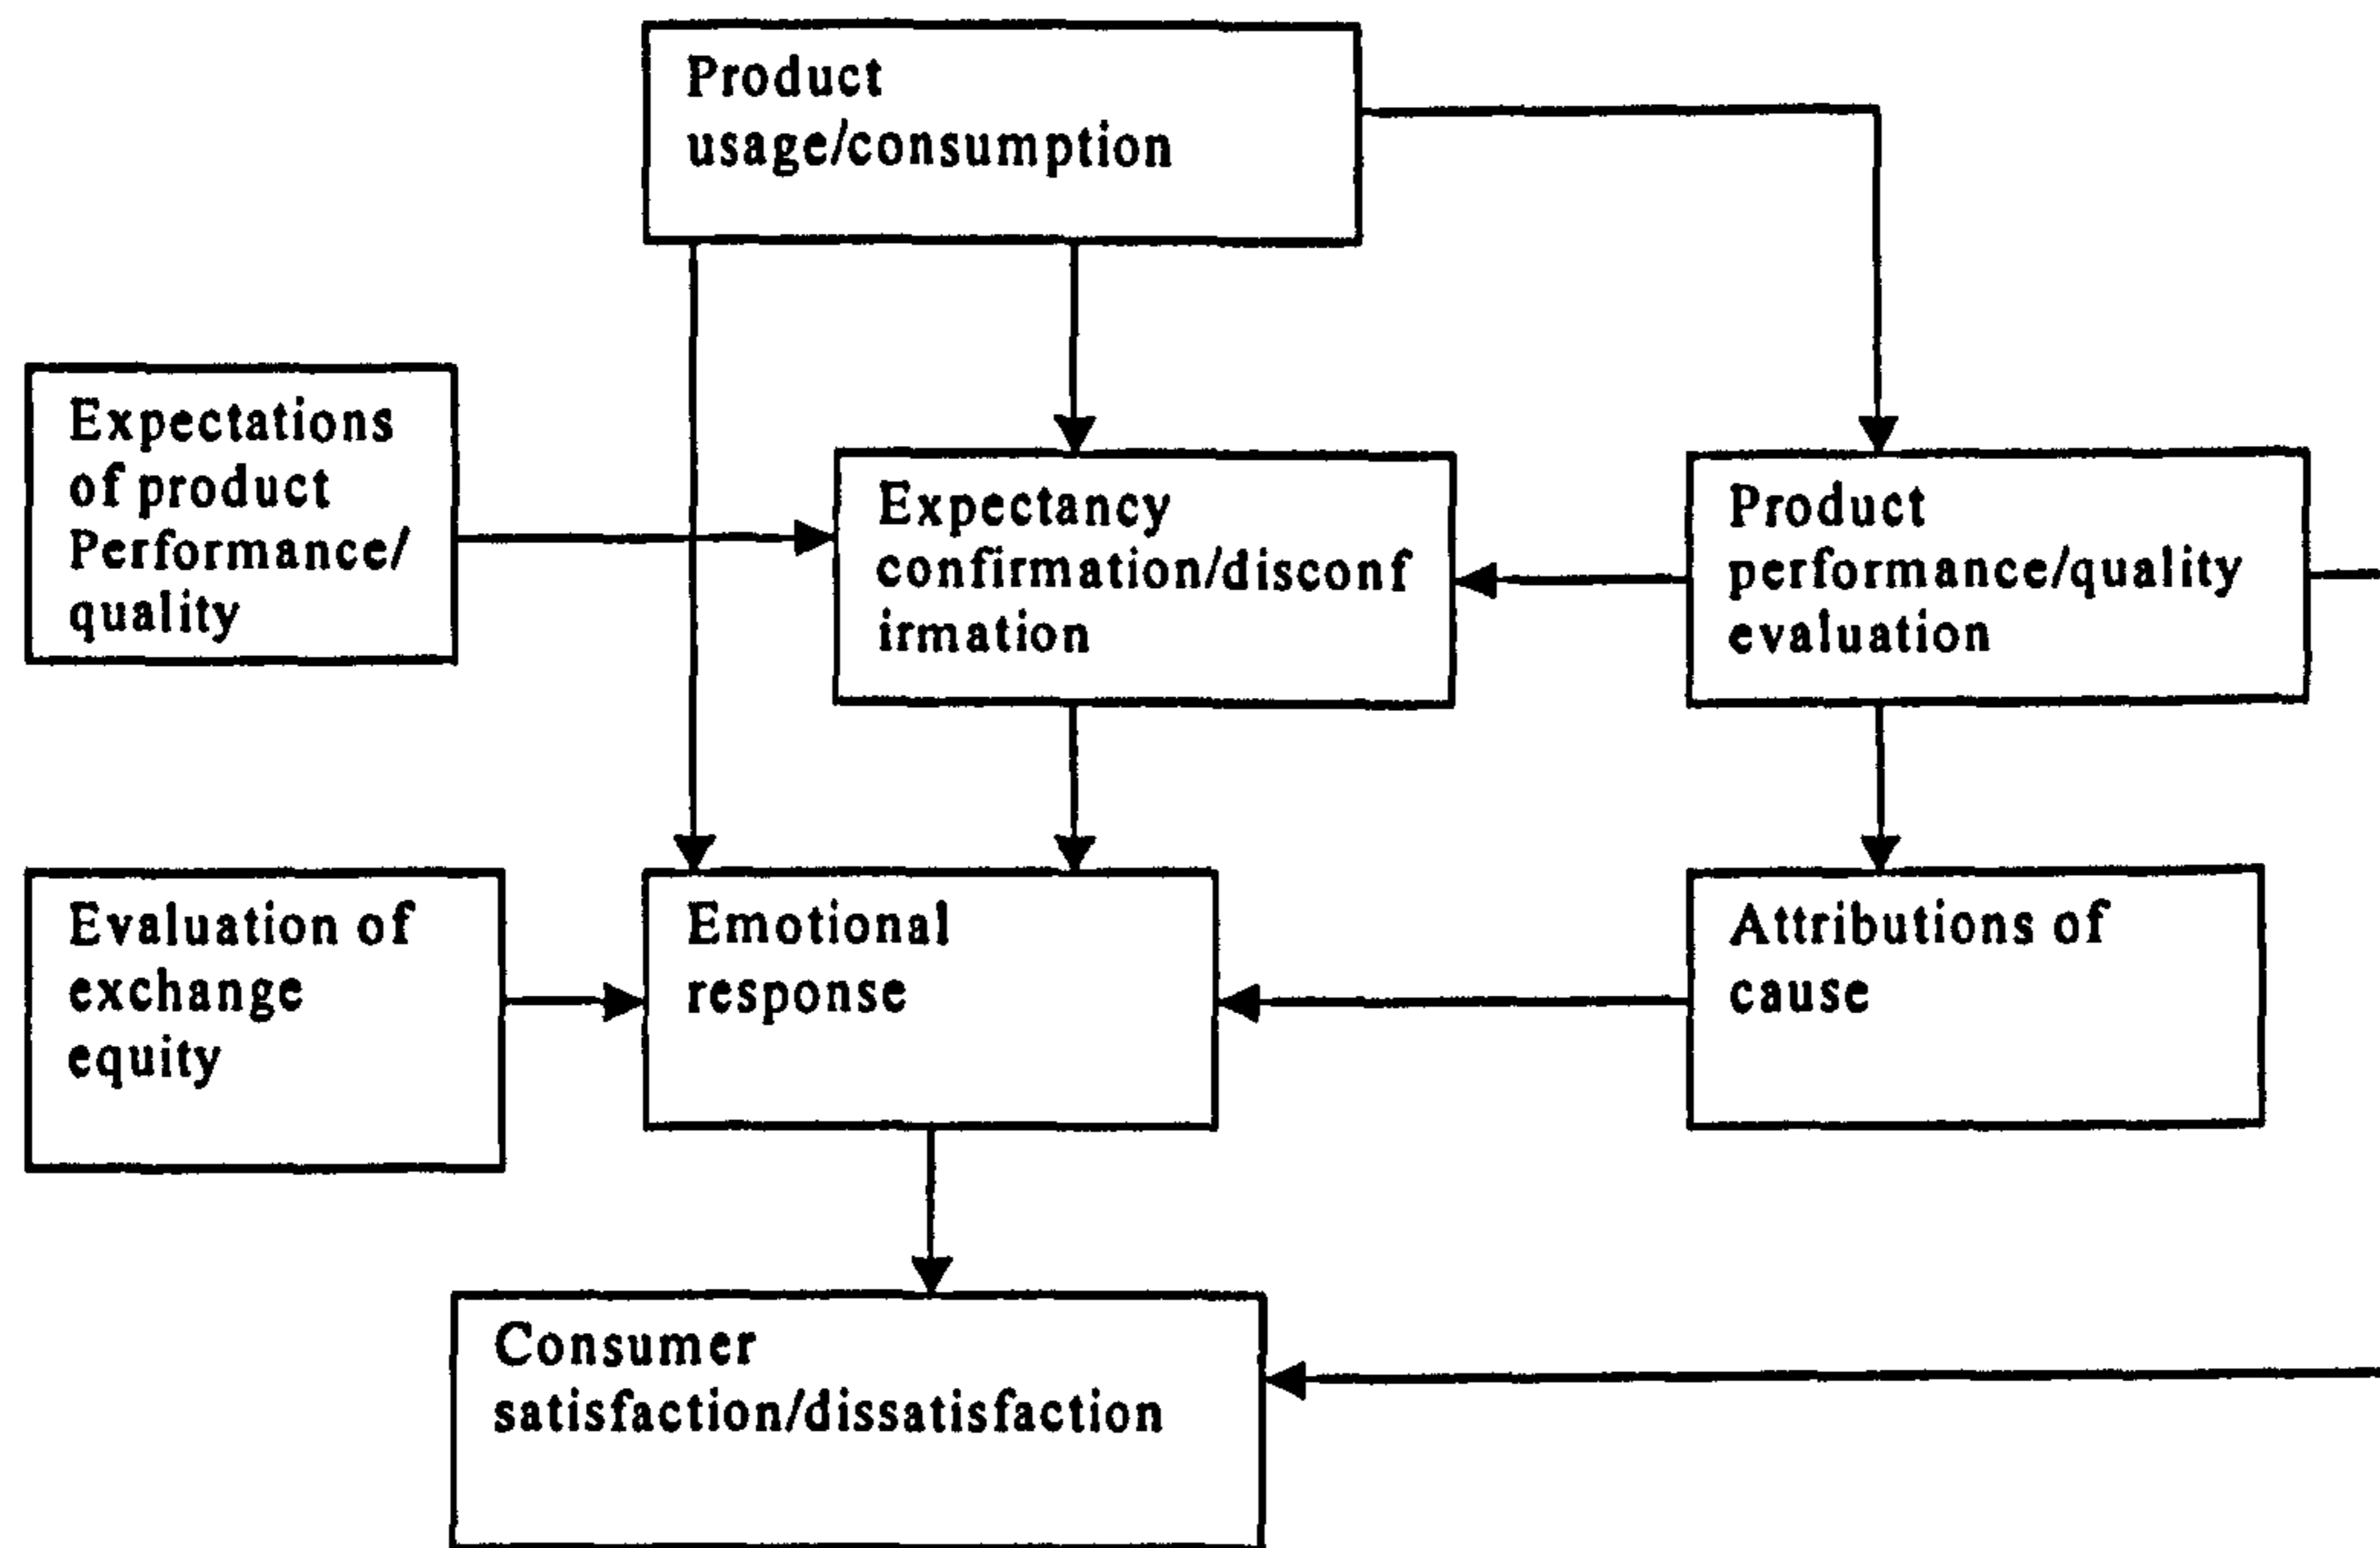 Product
usage/consumption
Expectations
of product
Performance/
quality
Expectancy
confirmation/disconf
irmation
Product
performance/quality
evaluation
Evaluation of
exchange
equity
Emotional
response
Attributions of
cause
Consumer
satisfaction/dissatisfaction